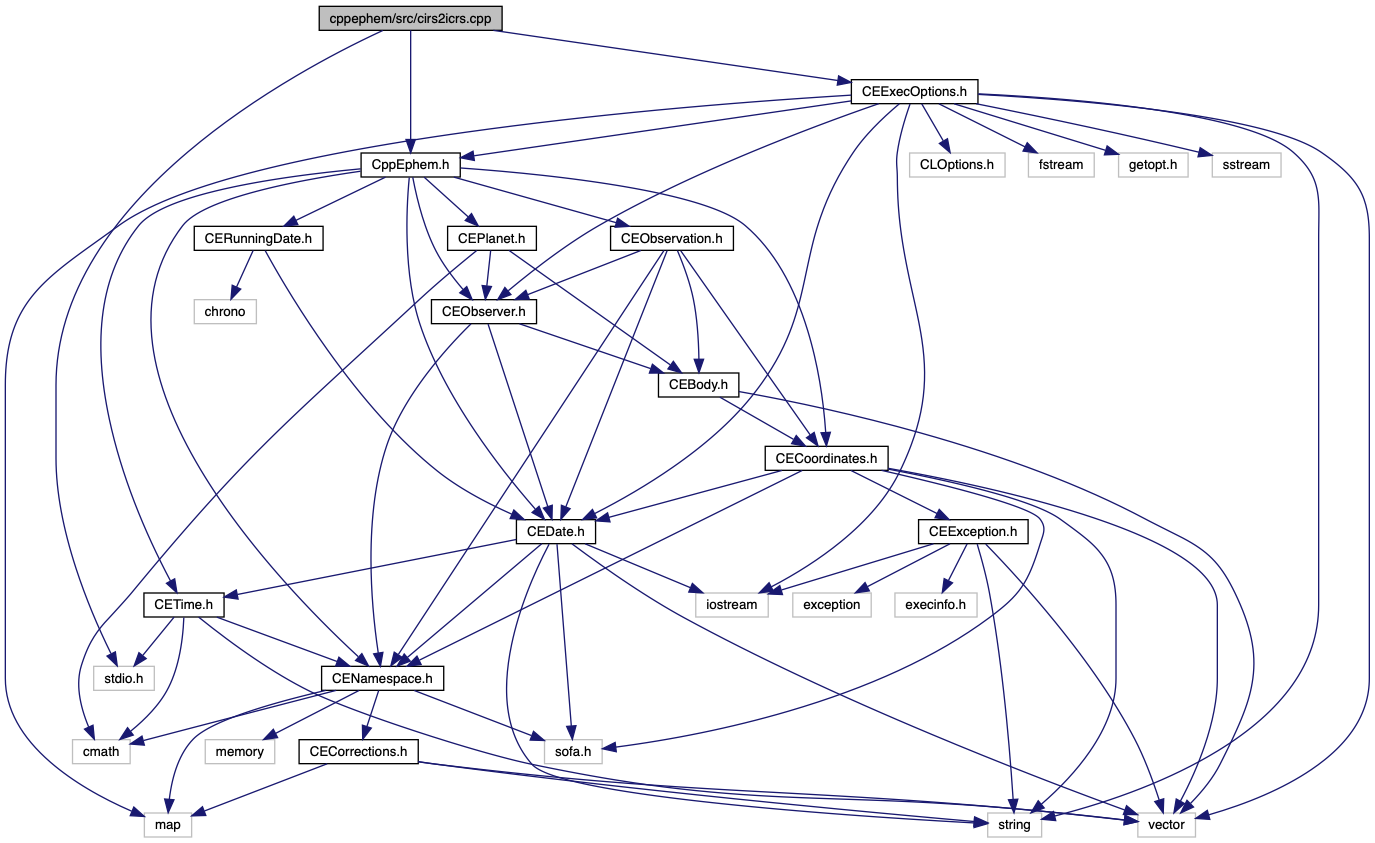 cppephem/src/cirs2icrs.cpp
CEExecOptions.h
CppEphem.h
CLOptions.h
fstream
getopt.h
sstream
CERunningDate.h
CEPlanet.h
CEObservation.h
chrono
CEObserver.h
CEBody.h
CECoordinates.h
CEDate.h
CEException.h
CETime.h
iostream
exception
execinfo.h
stdio.h
CENamespace.h
cmath
memory
CECorrections.h
sofa.h
map
string
vector